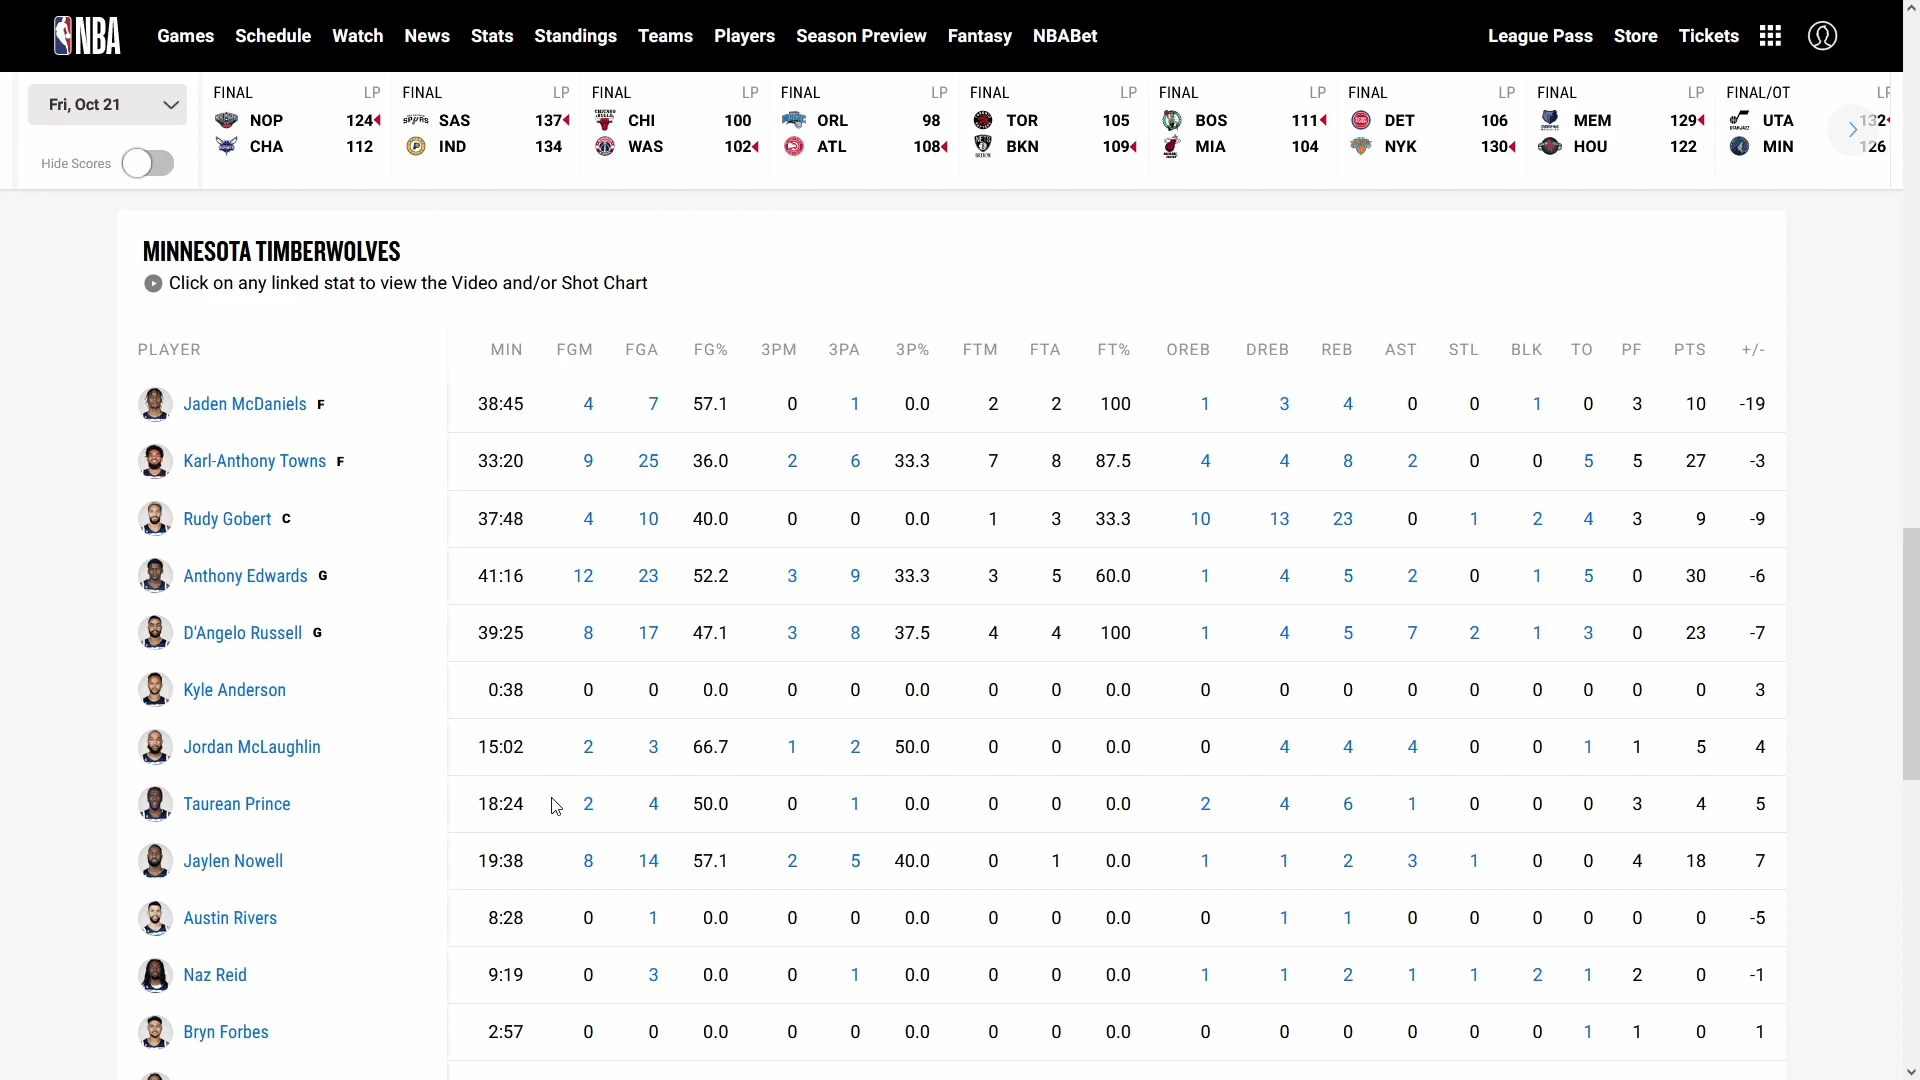 NBA Games Schedule Watch News Stats Standings Teams Players Season Preview Fantasy NBABet League Pass Store Tickets
Fri, Oct 21
Hide Scores
FINAL LP
NOP 124
CHA 112
FINAL LP
SAS 137
IND 134
FINAL LP
CHI 100
WAS 102
FINAL LP
ORL 98
ATL 108
FINAL LP
TOR 105
BKN 109
FINAL LP
BOS 111
MIA 104
FINAL LP
DET 106
NYK 130
FINAL LP
MEM 129
HOU 122
FINAL/OT LP
UTA 132
MIN 126
MINNESOTA TIMBERWOLVES
Click on any linked stat to view the Video and/or Shot Chart
PLAYER MIN FGM FGA FG% 3PM 3PA 3P% FTM FTA FT% OREB DREB REB AST STL BLK TO PF PTS +/-
Jaden McDaniels F 38:45 4 7 57.1 0 1 0.0 2 2 100 1 3 4 0 0 1 0 3 10 -19
Karl-Anthony Towns F 33:20 9 25 36.0 2 6 33.3 7 8 87.5 4 4 8 2 0 0 5 5 27 -3
Rudy Gobert C 37:48 4 10 40.0 0 0 0.0 1 3 33.3 10 13 23 0 1 2 4 3 9 -9
Anthony Edwards G 41:16 12 23 52.2 3 9 33.3 3 5 60.0 1 4 5 2 0 1 5 0 30 -6
D'Angelo Russell G 39:25 8 17 47.1 3 8 37.5 4 4 100 1 4 5 7 2 1 3 0 23 -7
Kyle Anderson 0:38 0 0 0.0 0 0 0.0 0 0 0.0 0 0 0 0 0 0 0 0 0 3
Jordan McLaughlin 15:02 2 3 66.7 1 2 50.0 0 0 0.0 0 4 4 4 0 0 1 1 5 4
Taurean Prince 18:24 2 4 50.0 0 1 0.0 0 0 0.0 2 4 6 1 0 0 0 3 4 5
Jaylen Nowell 19:38 8 14 57.1 2 5 40.0 0 1 0.0 1 1 2 3 1 0 0 4 18 7
Austin Rivers 8:28 0 1 0.0 0 0 0.0 0 0 0.0 0 1 1 0 0 0 0 0 0 -5
Naz Reid 9:19 0 3 0.0 0 1 0.0 0 0 0.0 1 1 2 1 1 2 1 2 0 -1
Bryn Forbes 2:57 0 0 0.0 0 0 0.0 0 0 0.0 0 0 0 0 0 0 1 1 0 1